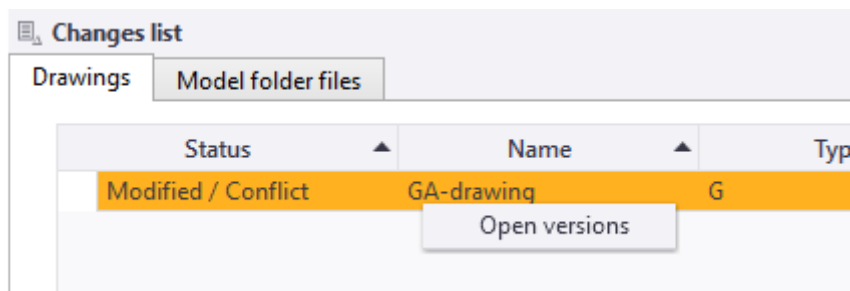 Changes list
Drawings Model folder files
Status Name Typ
Modified / Conflict GA-drawing G
Open versions